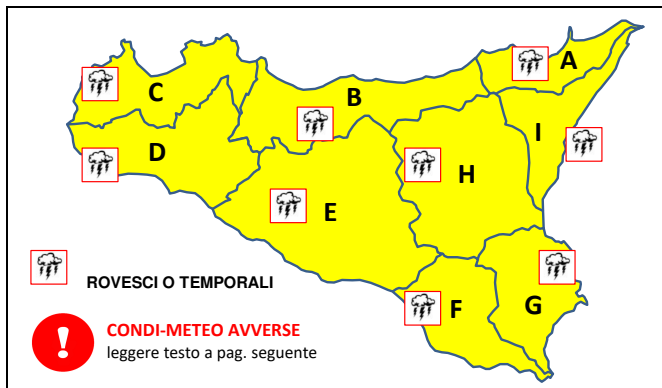 A
C
B
I
D
H
E
F
G
ROVESCI O TEMPORALI
!
CONDI-METEO AVVERSE
leggere testo a pag. seguente